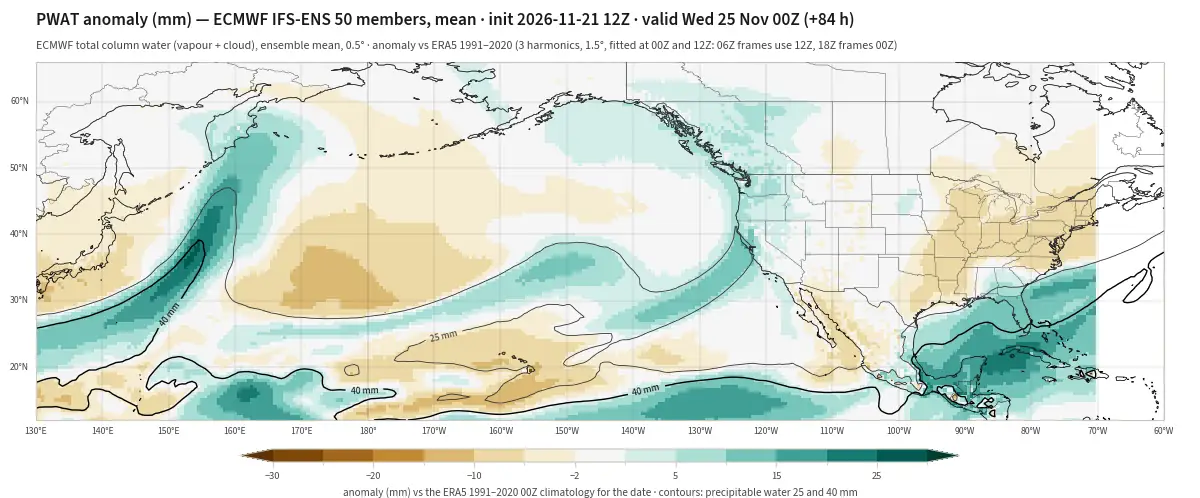 PWAT anomaly (mm) — ECMWF IFS-ENS 50 members, mean · init 2026-11-21 12Z · valid Wed 25 Nov 00Z (+84 h)
ECMWF total column water (vapour + cloud), ensemble mean, 0.5° · anomaly vs ERA5 1991–2020 (3 harmonics, 1.5°, fitted at 00Z and 12Z: 06Z frames use 12Z, 18Z frames 00Z)
60°N
50°N
40°N
30°N
20°N
40 mm
25 mm
40 mm
40 mm
130°E 140°E 150°E 160°E 170°E 180° 170°W 160°W 150°W 140°W 130°W 120°W 110°W 100°W 90°W 80°W 70°W 60°W
−30 −20 −10 −2 5 15 25
anomaly (mm) vs the ERA5 1991–2020 00Z climatology for the date · contours: precipitable water 25 and 40 mm